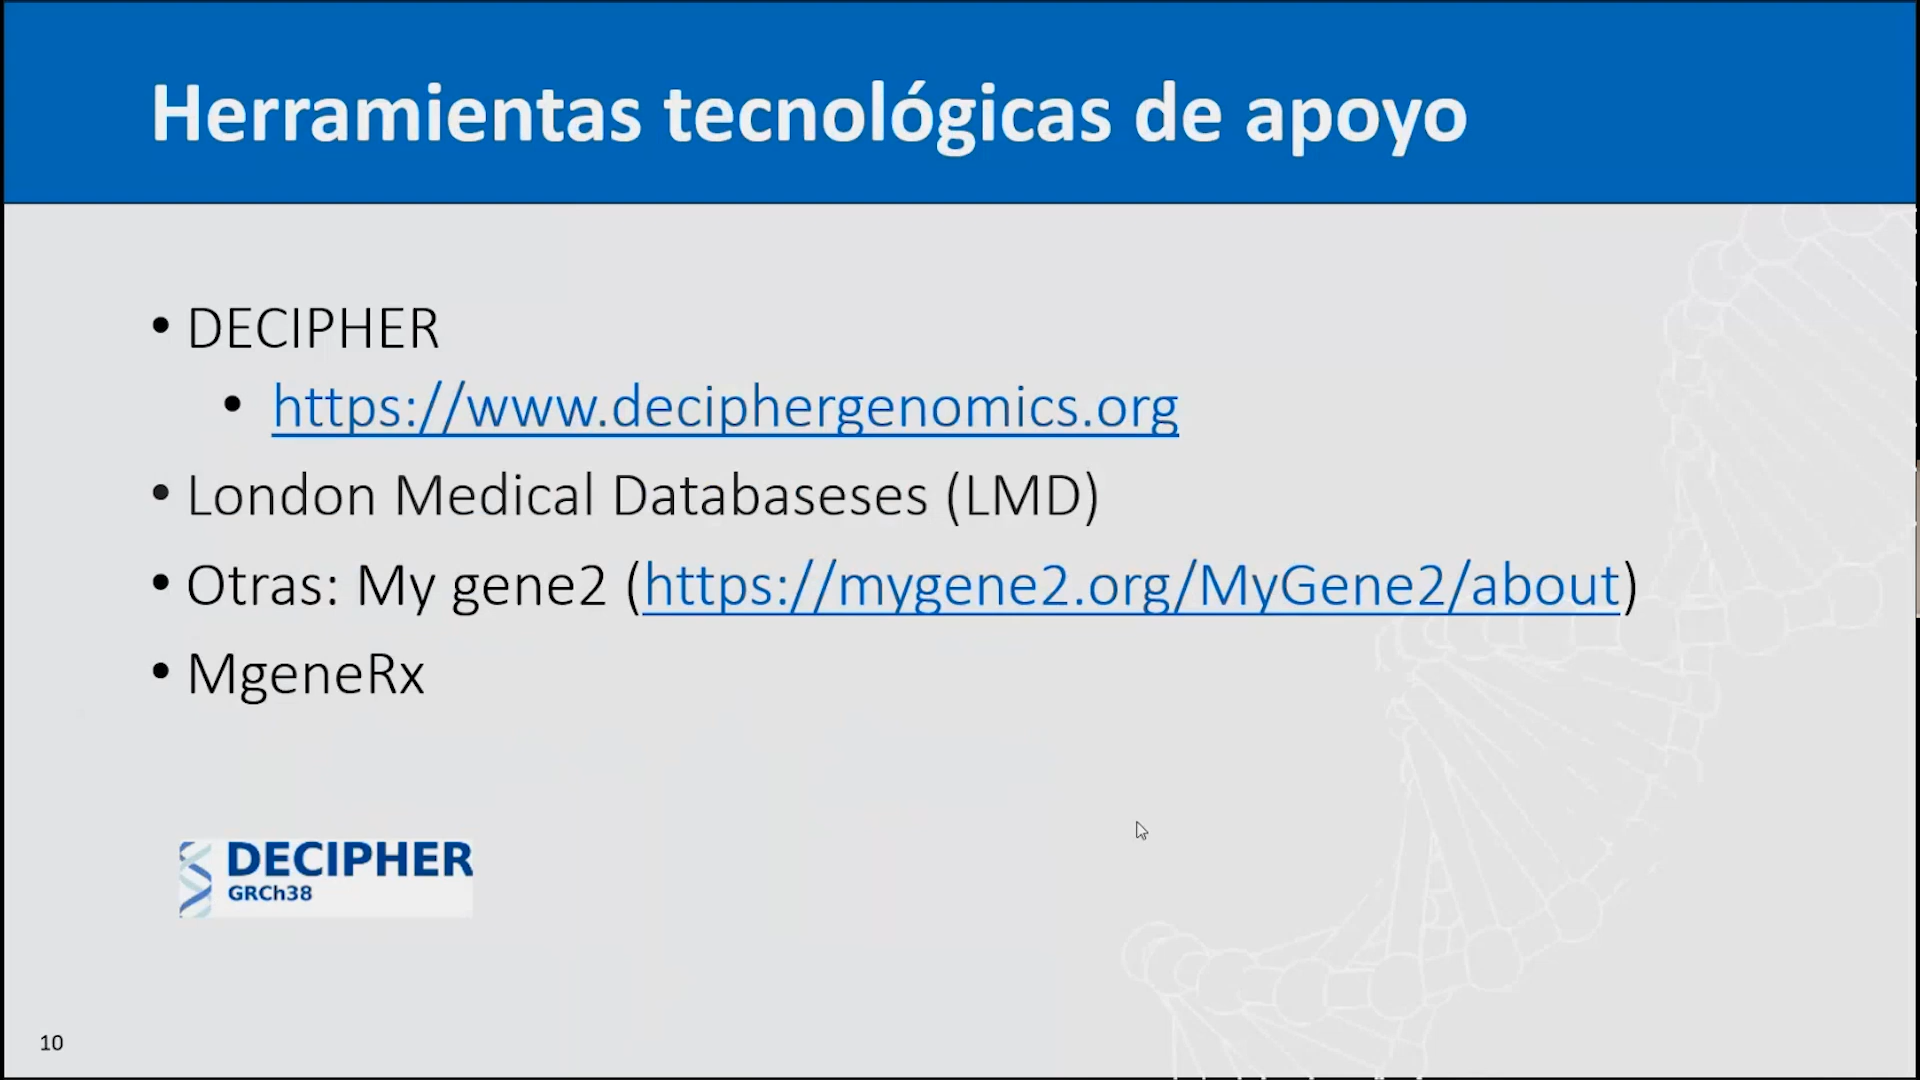 Herramientas tecnológicas de apoyo
• DECIPHER
• https://www.deciphergenomics.org
• London Medical Databaseses (LMD)
• Otras: My gene2 (https://mygene2.org/MyGene2/about)
• MgeneRx
DECIPHER
GRCh38
10